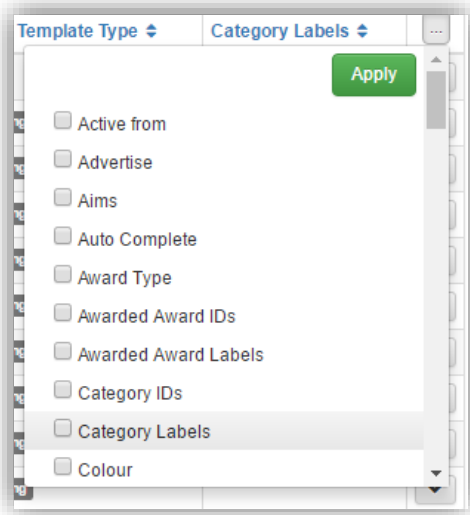 Template Type Category Labels ...
Apply
Active from
Advertise
Aims
Auto Complete
Award Type
Awarded Award IDs
Awarded Award Labels
Category IDs
Category Labels
Colour